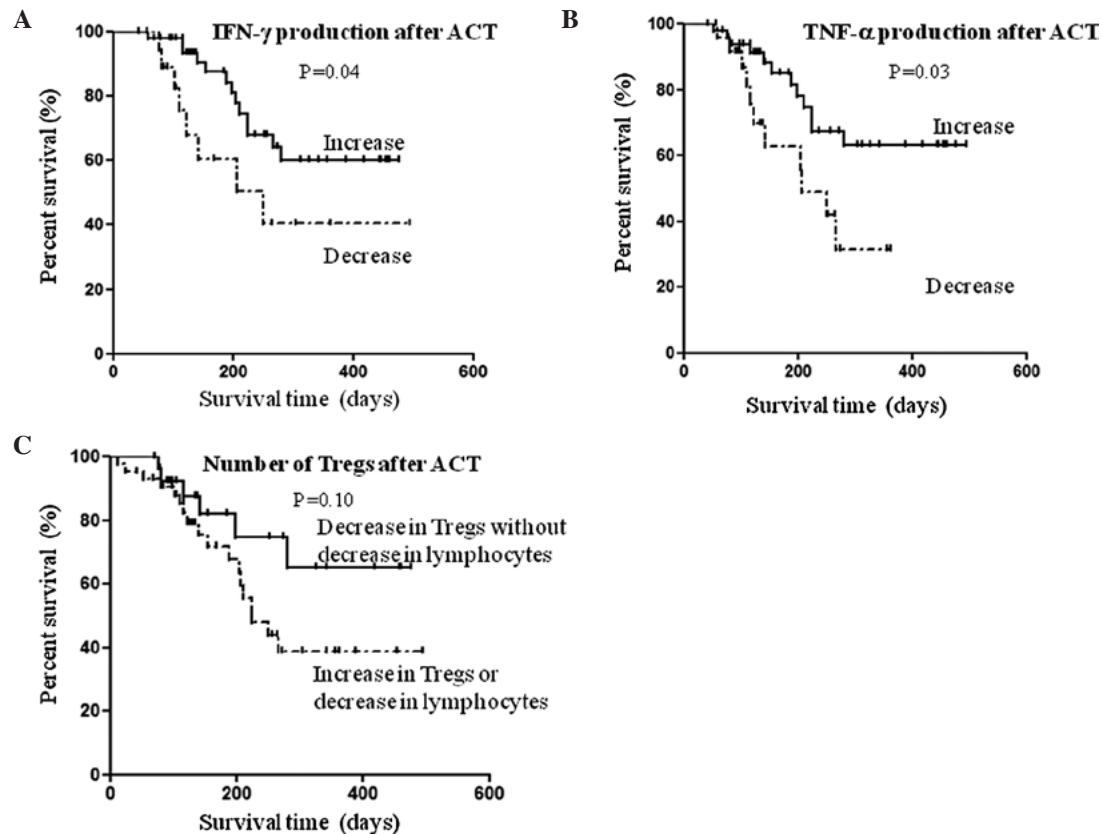 A
IFN-γ production after ACT
P=0.04
Increase
Decrease
Percent survival (%)
100
80
60
40
20
0
0 200 400 600
Survival time (days)
B
TNF-α production after ACT
P=0.03
Increase
Decrease
Percent survival (%)
100
80
60
40
20
0
0 200 400 600
Survival time (days)
C
Number of Tregs after ACT
P=0.10
Decrease in Tregs without
decrease in lymphocytes
Increase in Tregs or
decrease in lymphocytes
Percent survival (%)
100
80
60
40
20
0
0 200 400 600
Survival time (days)